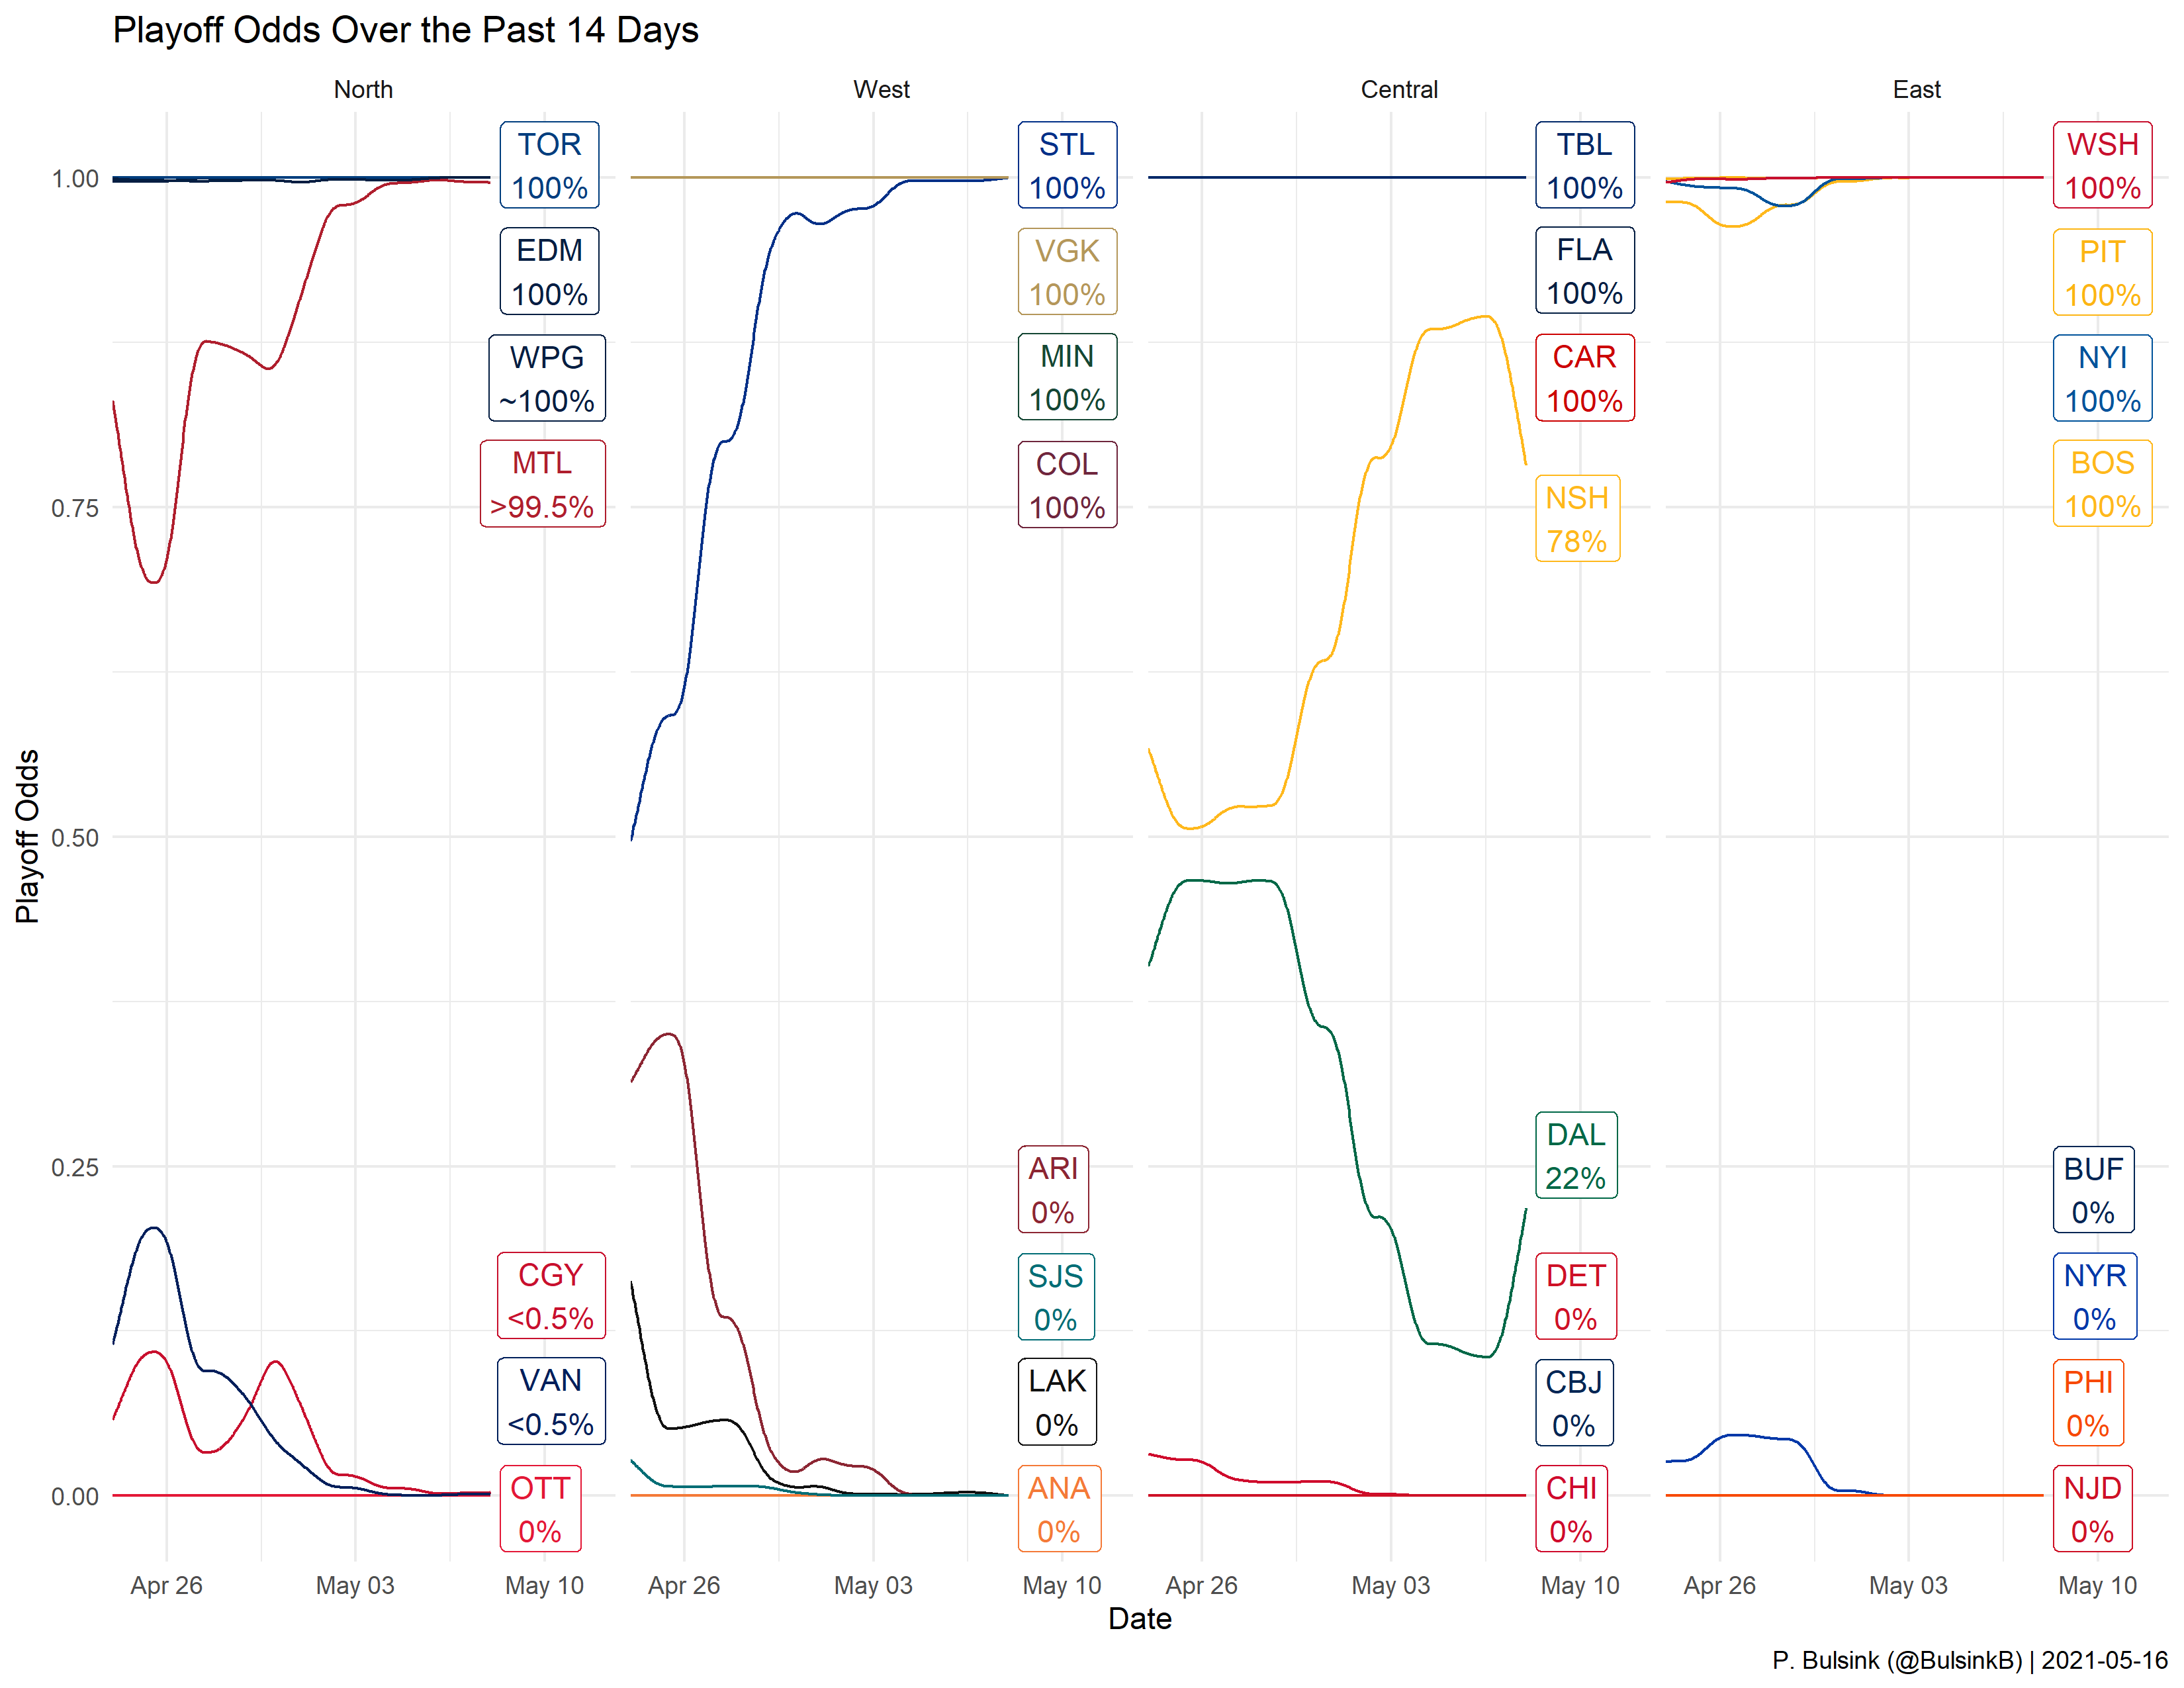 Playoff Odds Over the Past 14 Days
North
West
Central
East
Playoff Odds
1.00
0.75
0.50
0.25
0.00
TOR
100%
EDM
100%
WPG
~100%
MTL
>99.5%
CGY
<0.5%
VAN
<0.5%
OTT
0%
STL
100%
VGK
100%
MIN
100%
COL
100%
ARI
0%
SJS
0%
LAK
0%
ANA
0%
TBL
100%
FLA
100%
CAR
100%
NSH
78%
DAL
22%
DET
0%
CBJ
0%
CHI
0%
WSH
100%
PIT
100%
NYI
100%
BOS
100%
BUF
0%
NYR
0%
PHI
0%
NJD
0%
Apr 26
May 03
May 10
Apr 26
May 03
May 10
Apr 26
May 03
May 10
Apr 26
May 03
May 10
Date
P. Bulsink (@BulsinkB) | 2021-05-16